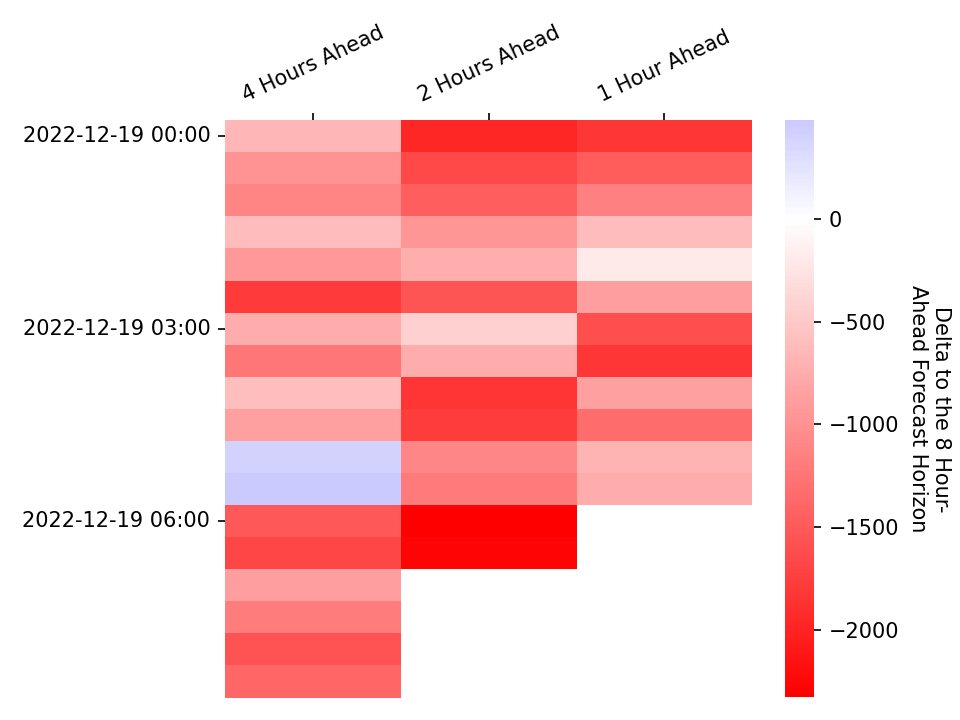 4 Hours Ahead
2 Hours Ahead
1 Hour Ahead
2022-12-19 00:00
2022-12-19 03:00
2022-12-19 06:00
0
−500
−1000
−1500
−2000
Delta to the 8 Hour-
Ahead Forecast Horizon